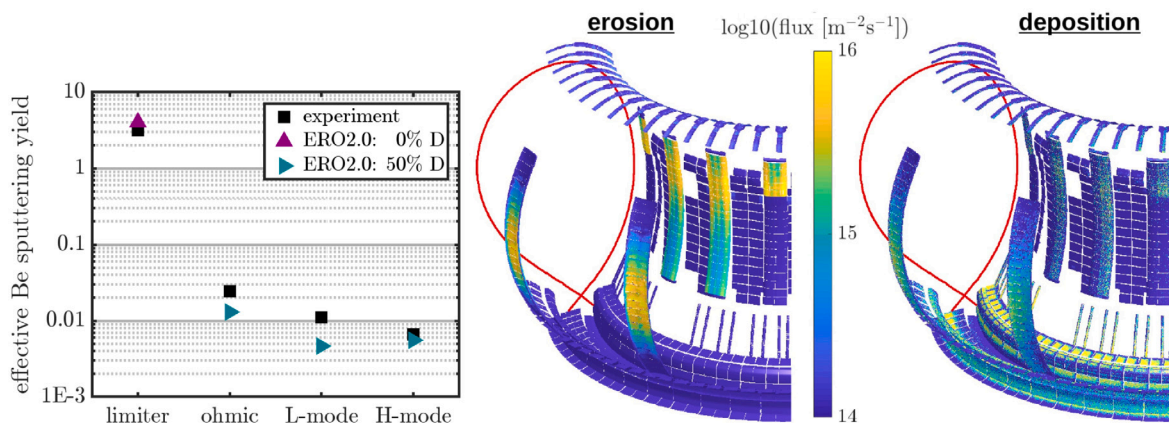 effective Be sputtering yield
10
1
0.1
0.01
1E-3
experiment
ERO2.0: 0% D
ERO2.0: 50% D
limiter
ohmic
L-mode
H-mode
erosion
log10(flux [m⁻²s⁻¹])
16
15
14
deposition